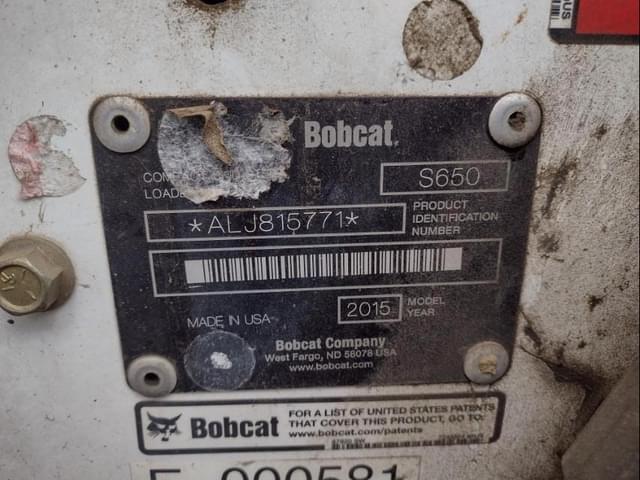 Bobcat
S650
*ALJ815771*
PRODUCT
IDENTIFICATION
NUMBER
MADE IN USA
2015
MODEL
YEAR
Bobcat Company
West Fargo, ND 58078 USA
www.bobcat.com
Bobcat
FOR A LIST OF UNITED STATES PATENTS
THAT COVER THIS PRODUCT, GO TO:
www.bobcat.com/patents
000581